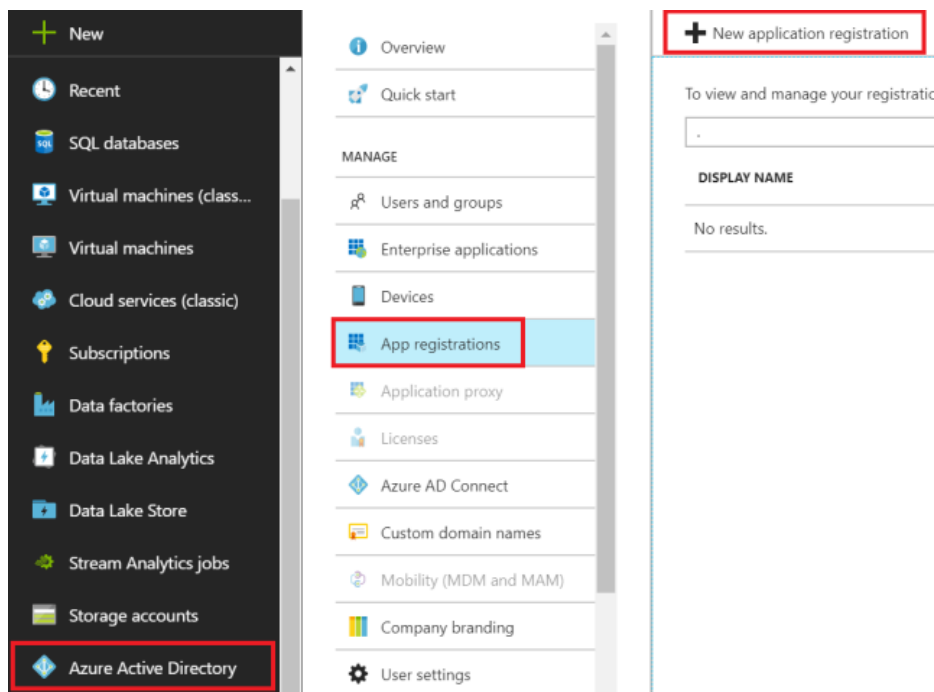 New
Recent
SQL databases
Virtual machines (class...
Virtual machines
Cloud services (classic)
Subscriptions
Data factories
Data Lake Analytics
Data Lake Store
Stream Analytics jobs
Storage accounts
Azure Active Directory
Overview
Quick start
MANAGE
Users and groups
Enterprise applications
Devices
App registrations
Application proxy
Licenses
Azure AD Connect
Custom domain names
Mobility (MDM and MAM)
Company branding
User settings
New application registration
To view and manage your registratio
.
DISPLAY NAME
No results.